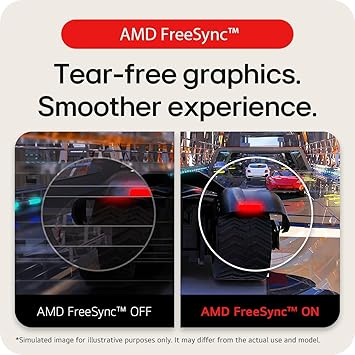 AMD FreeSync™
Tear-free graphics.
Smoother experience.
AMD FreeSync™ OFF
AMD FreeSync™ ON
*Simulated image for illustrative purposes only. It may differ from the actual use and model.